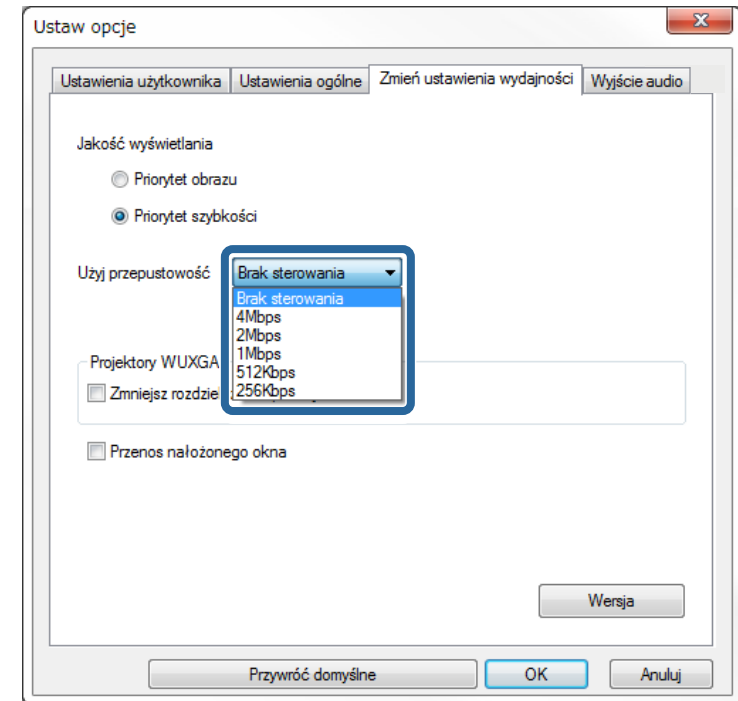 Ustaw opcje
Ustawienia użytkownika Ustawienia ogólne Zmień ustawienia wydajności Wyjście audio
Jakość wyświetlania
Priorytet obrazu
Priorytet szybkości
Użyj przepustowość Brak sterowania
Brak sterowania
4Mbps
2Mbps
1Mbps
512Kbps
256Kbps
Projektory WUXGA
Zmniejsz
Przenos nałożonego okna
Wersja
Przywróć domyślne OK Anuluj